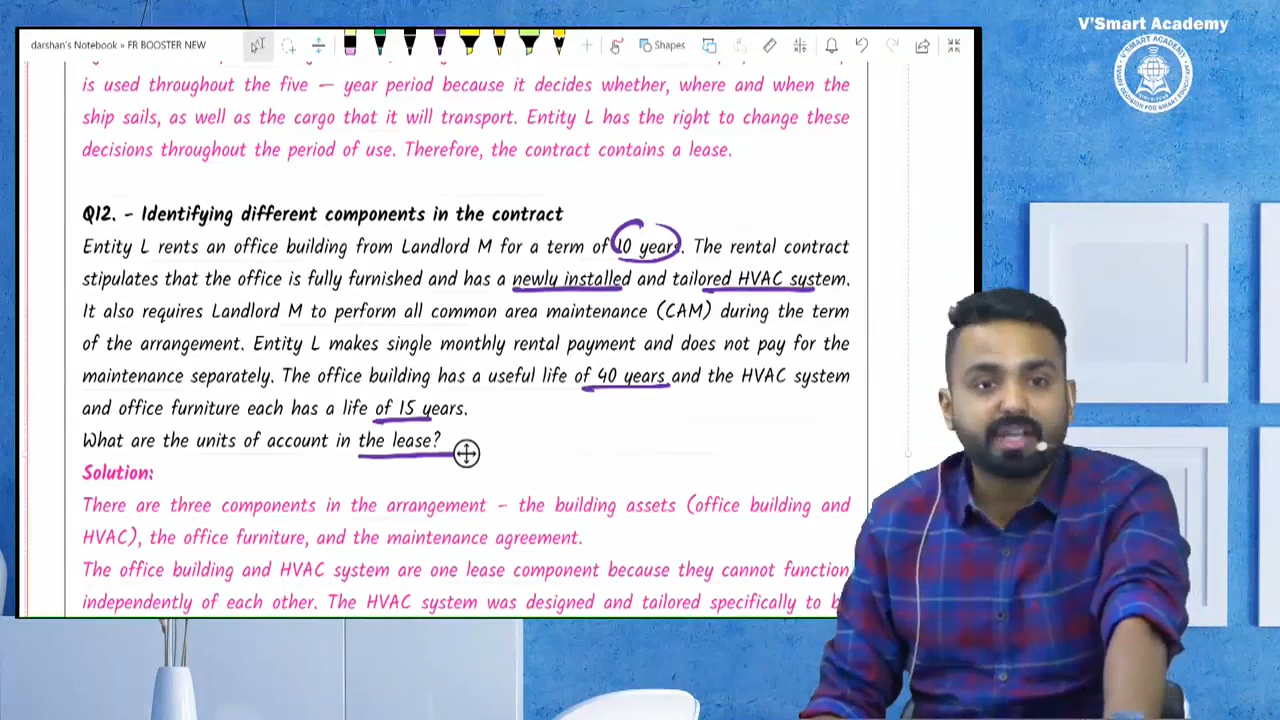 V'Smart Academy
darshan's Notebook » FR BOOSTER NEW
Shapes
is used throughout the five — year period because it decides whether, where and when the
ship sails, as well as the cargo that it will transport. Entity L has the right to change these
decisions throughout the period of use. Therefore, the contract contains a lease.
Q12. - Identifying different components in the contract
Entity L rents an office building from Landlord M for a term of 10 years. The rental contract
stipulates that the office is fully furnished and has a newly installed and tailored HVAC system.
It also requires Landlord M to perform all common area maintenance (CAM) during the term
of the arrangement. Entity L makes single monthly rental payment and does not pay for the
maintenance separately. The office building has a useful life of 40 years and the HVAC system
and office furniture each has a life of 15 years.
What are the units of account in the lease?
Solution:
There are three components in the arrangement – the building assets (office building and
HVAC), the office furniture, and the maintenance agreement.
The office building and HVAC system are one lease component because they cannot function
independently of each other. The HVAC system was designed and tailored specifically to